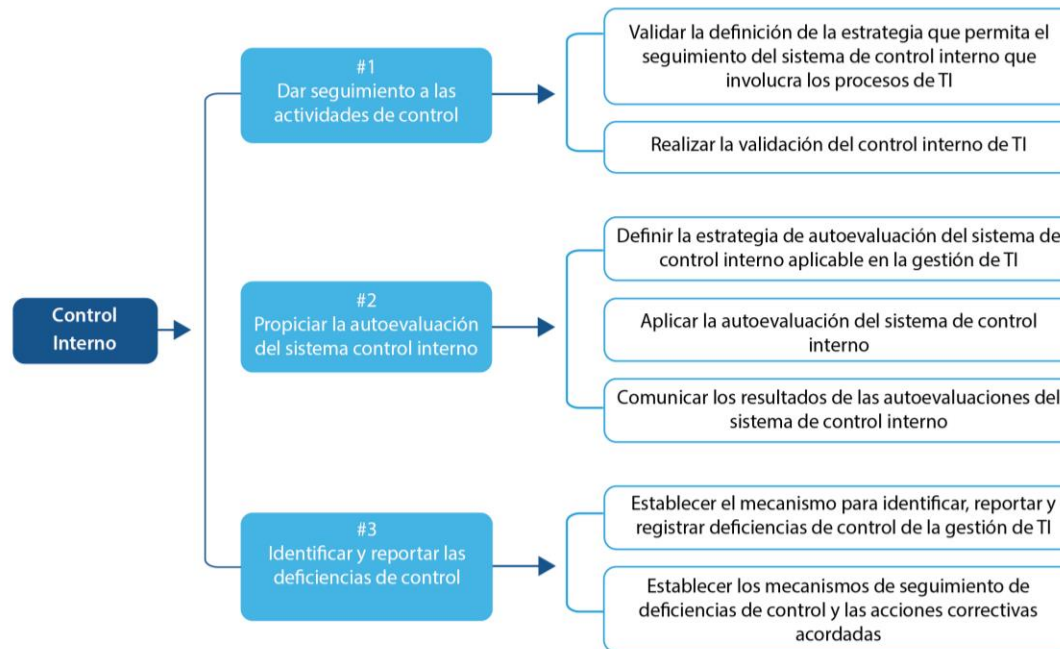 Control
Interno
#1
Dar seguimiento a las
actividades de control
Validar la definición de la estrategia que permita el
seguimiento del sistema de control interno que
involucra los procesos de TI
Realizar la validación del control interno de TI
#2
Propiciar la autoevaluación
del sistema control interno
Definir la estrategia de autoevaluación del sistema de
control interno aplicable en la gestión de TI
Aplicar la autoevaluación del sistema de control
interno
Comunicar los resultados de las autoevaluaciones del
sistema de control interno
#3
Identificar y reportar las
deficiencias de control
Establecer el mecanismo para identificar, reportar y
registrar deficiencias de control de la gestión de TI
Establecer los mecanismos de seguimiento de
deficiencias de control y las acciones correctivas
acordadas